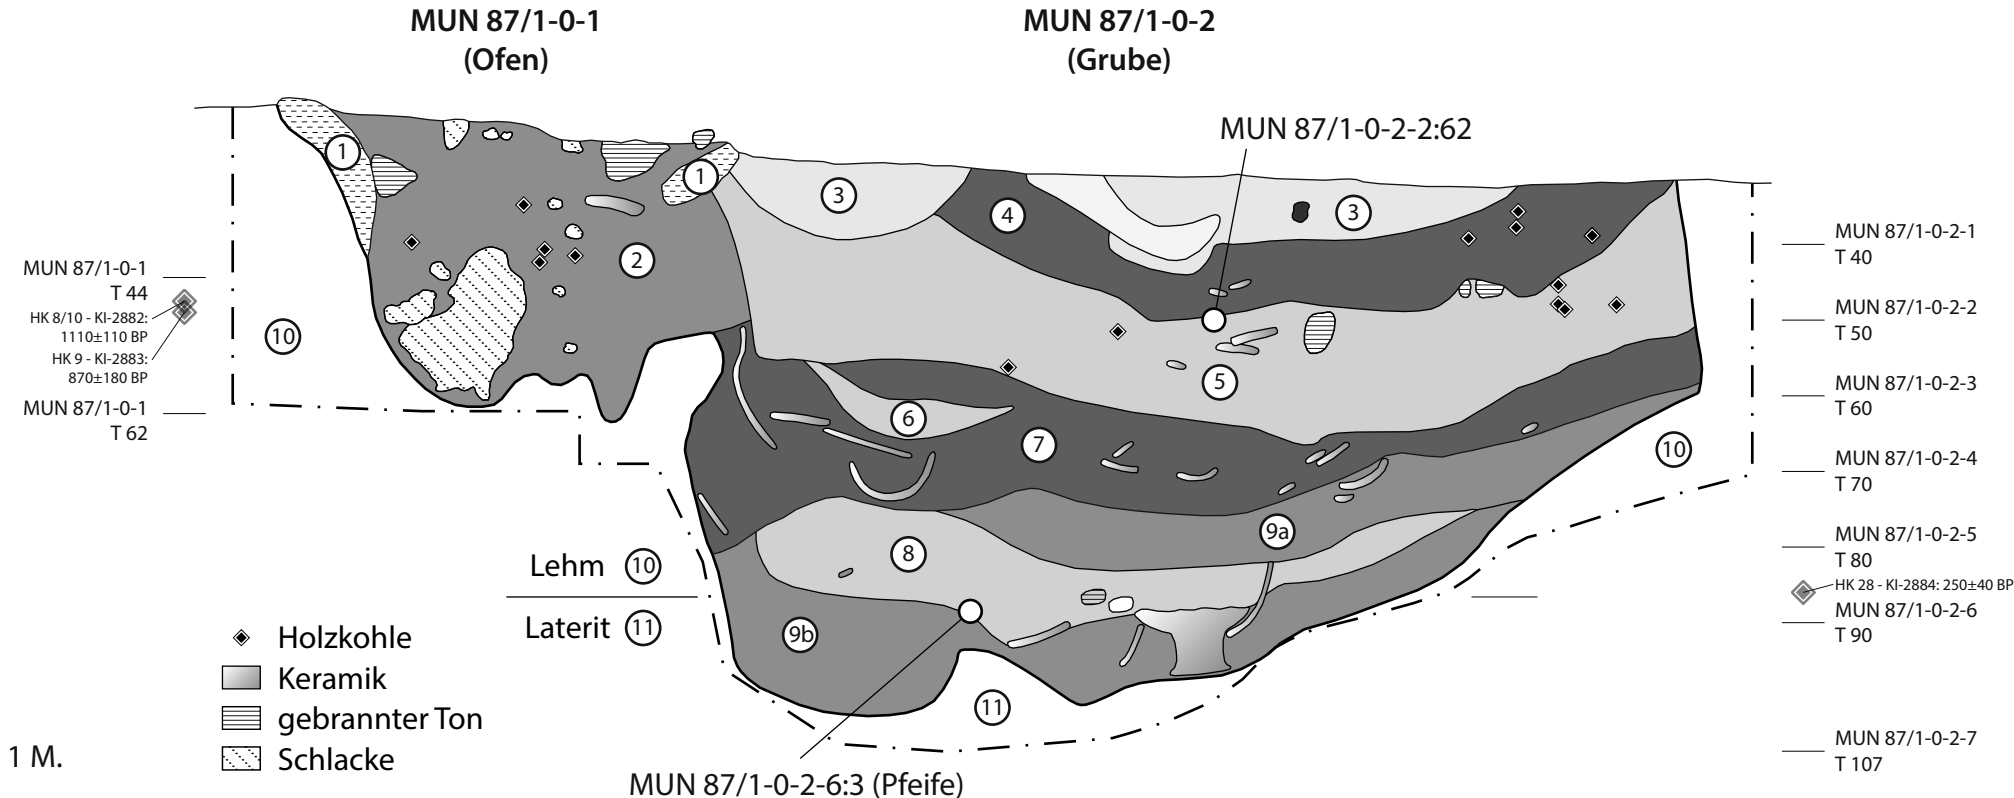 MUN 87/1-0-1
(Ofen)
MUN 87/1-0-2
(Grube)
MUN 87/1-0-2-2:62
1
1
3
4
3
2
10
5
6
7
10
9a
8
9b
11
MUN 87/1-0-1
T 44
HK 8/10 - KI-2882:
1110±110 BP
HK 9 - KI-2883:
870±180 BP
MUN 87/1-0-1
T 62
MUN 87/1-0-2-1
T 40
MUN 87/1-0-2-2
T 50
MUN 87/1-0-2-3
T 60
MUN 87/1-0-2-4
T 70
MUN 87/1-0-2-5
T 80
HK 28 - KI-2884: 250±40 BP
MUN 87/1-0-2-6
T 90
MUN 87/1-0-2-7
T 107
Lehm 10
Laterit 11
Holzkohle
Keramik
gebrannter Ton
Schlacke
1 M.
MUN 87/1-0-2-6:3 (Pfeife)